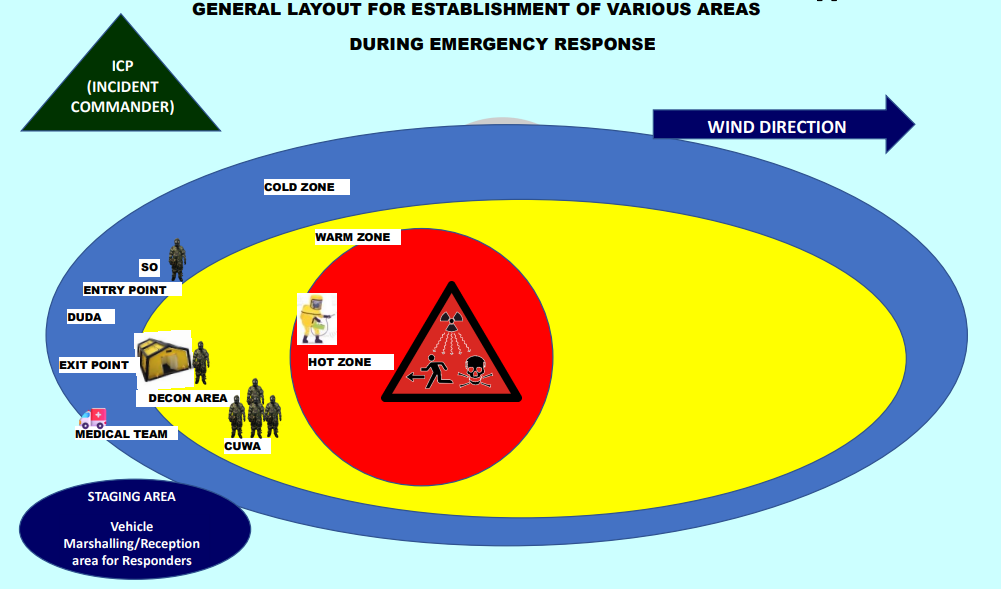 GENERAL LAYOUT FOR ESTABLISHMENT OF VARIOUS AREAS
DURING EMERGENCY RESPONSE
ICP
(INCIDENT
COMMANDER)
WIND DIRECTION
COLD ZONE
WARM ZONE
SO
ENTRY POINT
DUDA
EXIT POINT
HOT ZONE
DECON AREA
MEDICAL TEAM
CUWA
STAGING AREA
Vehicle
Marshalling/Reception
area for Responders